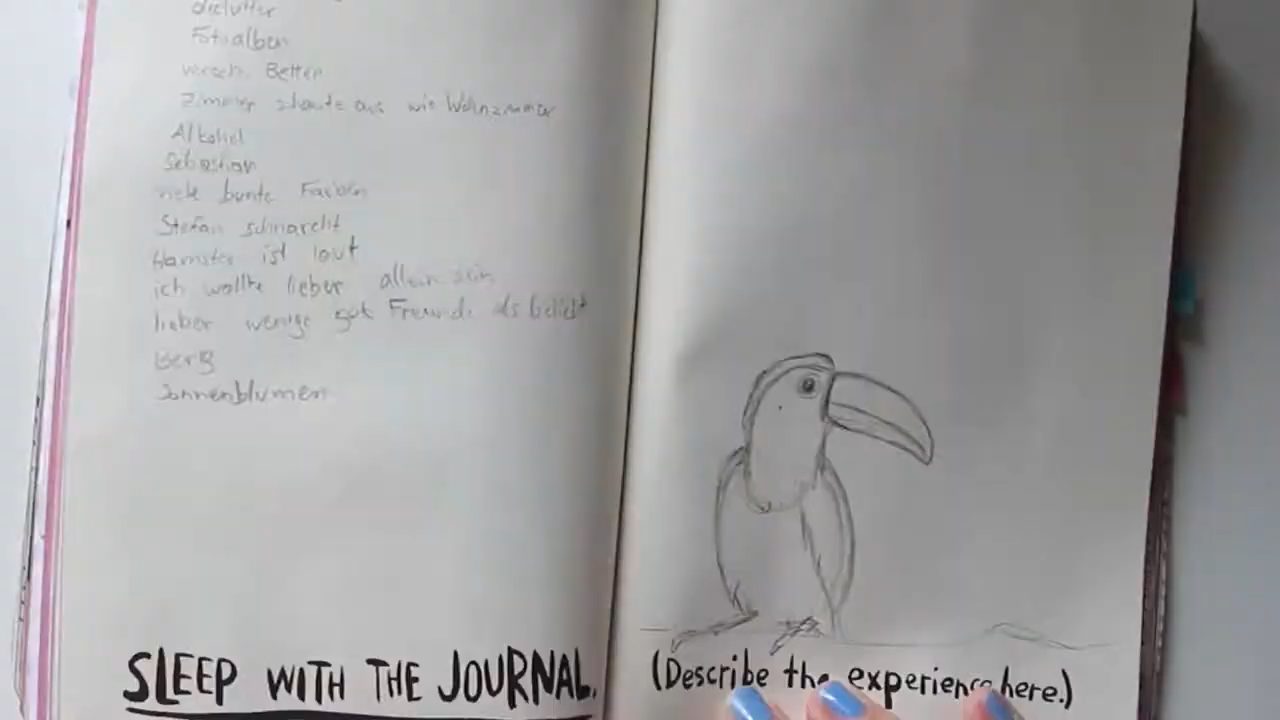 Fotoalben
versch. Betten
Zimmer schaute aus wie Wohnzimmer
Alkohol
Sebastian
viele bunte Farben
Stefan schnarcht
Hamster ist laut
ich wollte lieber allein sein
lieber wenige gute Freunde als beliebt
Berg
Sonnenblumen
SLEEP WITH THE JOURNAL.
(Describe the experience here.)